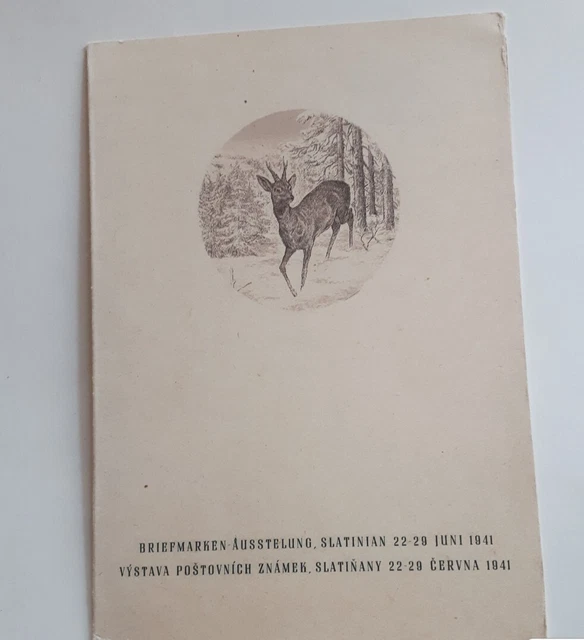 BRIEFMARKEN-AUSSTELUNG, SLATINIAN 22-29 JUNI 1941
VÝSTAVA POŠTOVNÍCH ZNÁMEK, SLATIŇANY 22-29 ČERVNA 1941